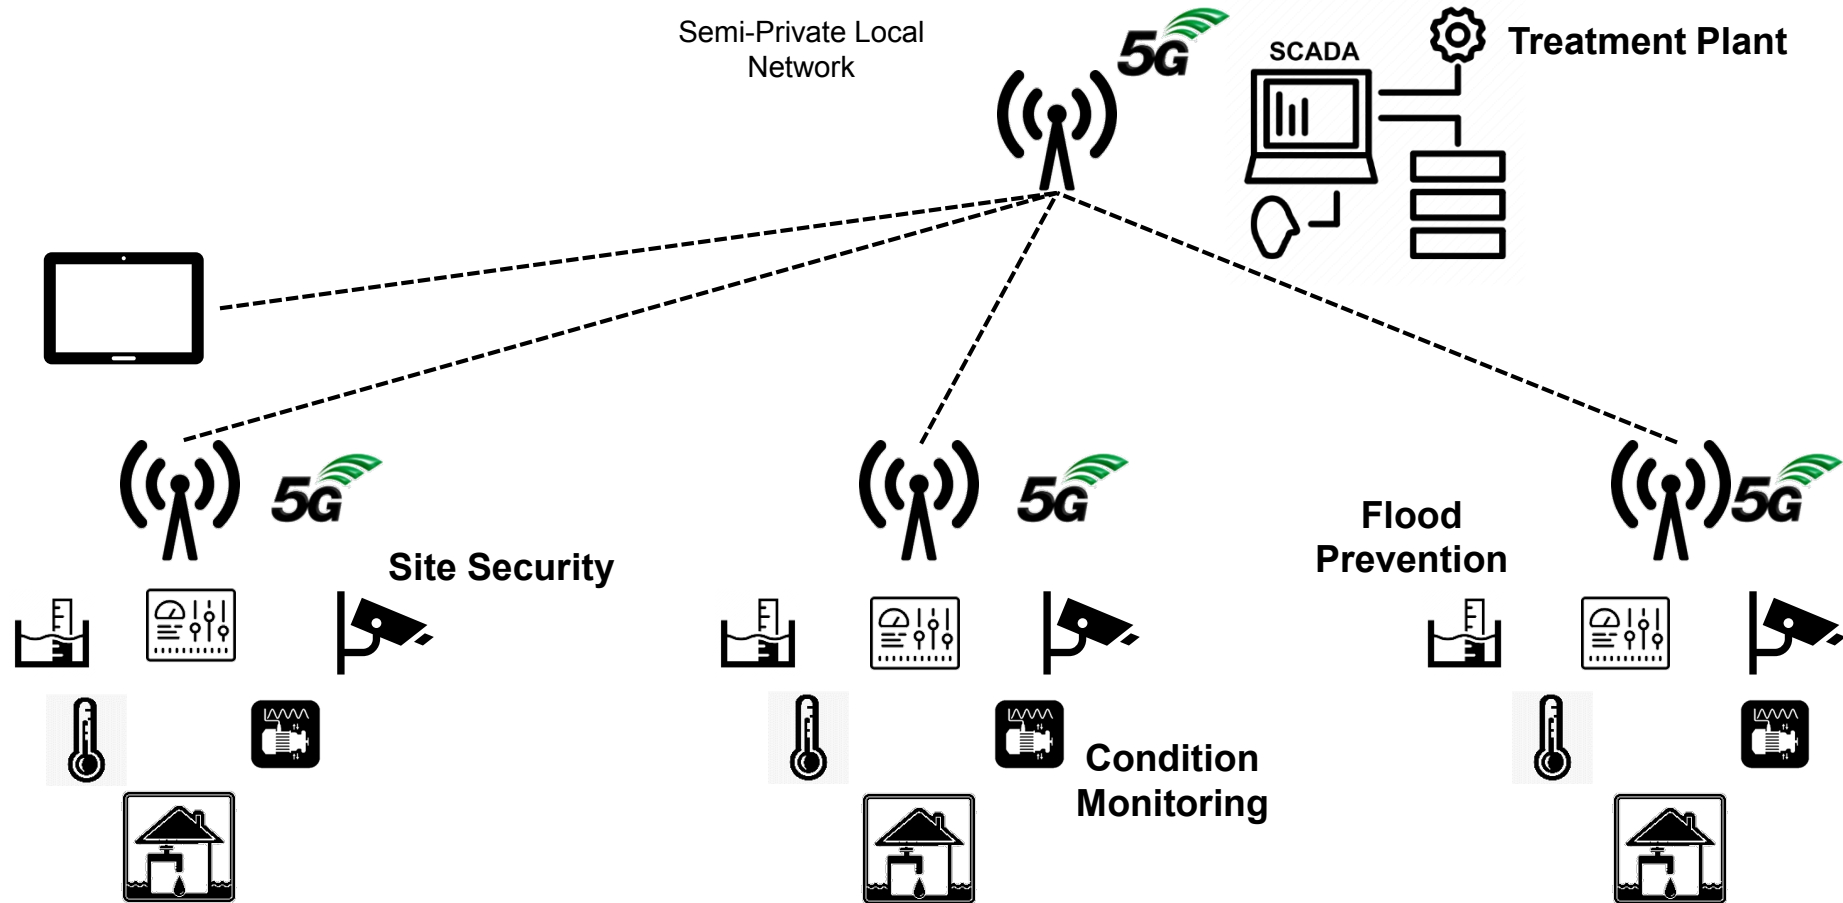 Semi-Private Local
Network
5G
SCADA
Treatment Plant
5G
5G
5G
Site Security
Flood
Prevention
Condition
Monitoring